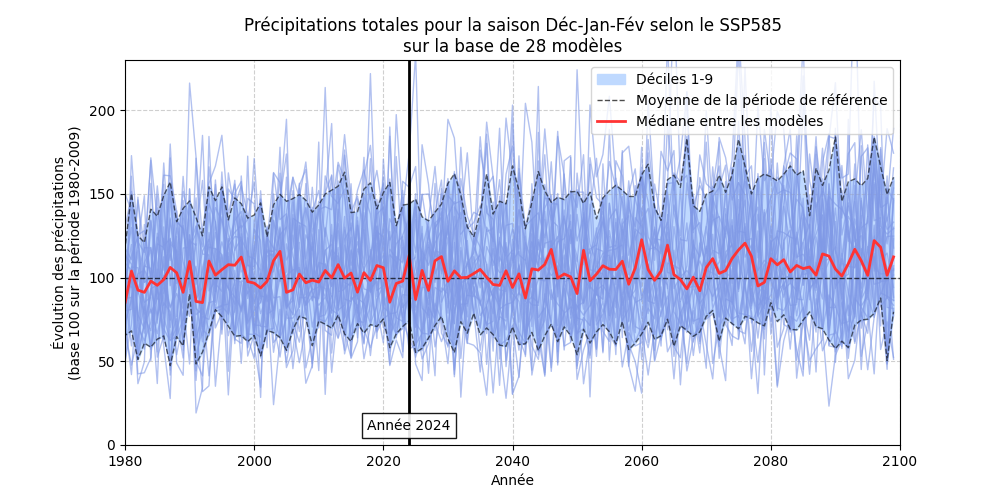 Précipitations totales pour la saison Déc-Jan-Fév selon le SSP585
sur la base de 28 modèles
Déciles 1-9
Moyenne de la période de référence
Médiane entre les modèles
Évolution des précipitations
(base 100 sur la période 1980-2009)
200
150
100
50
0
Année 2024
1980
2000
2020
2040
2060
2080
2100
Année